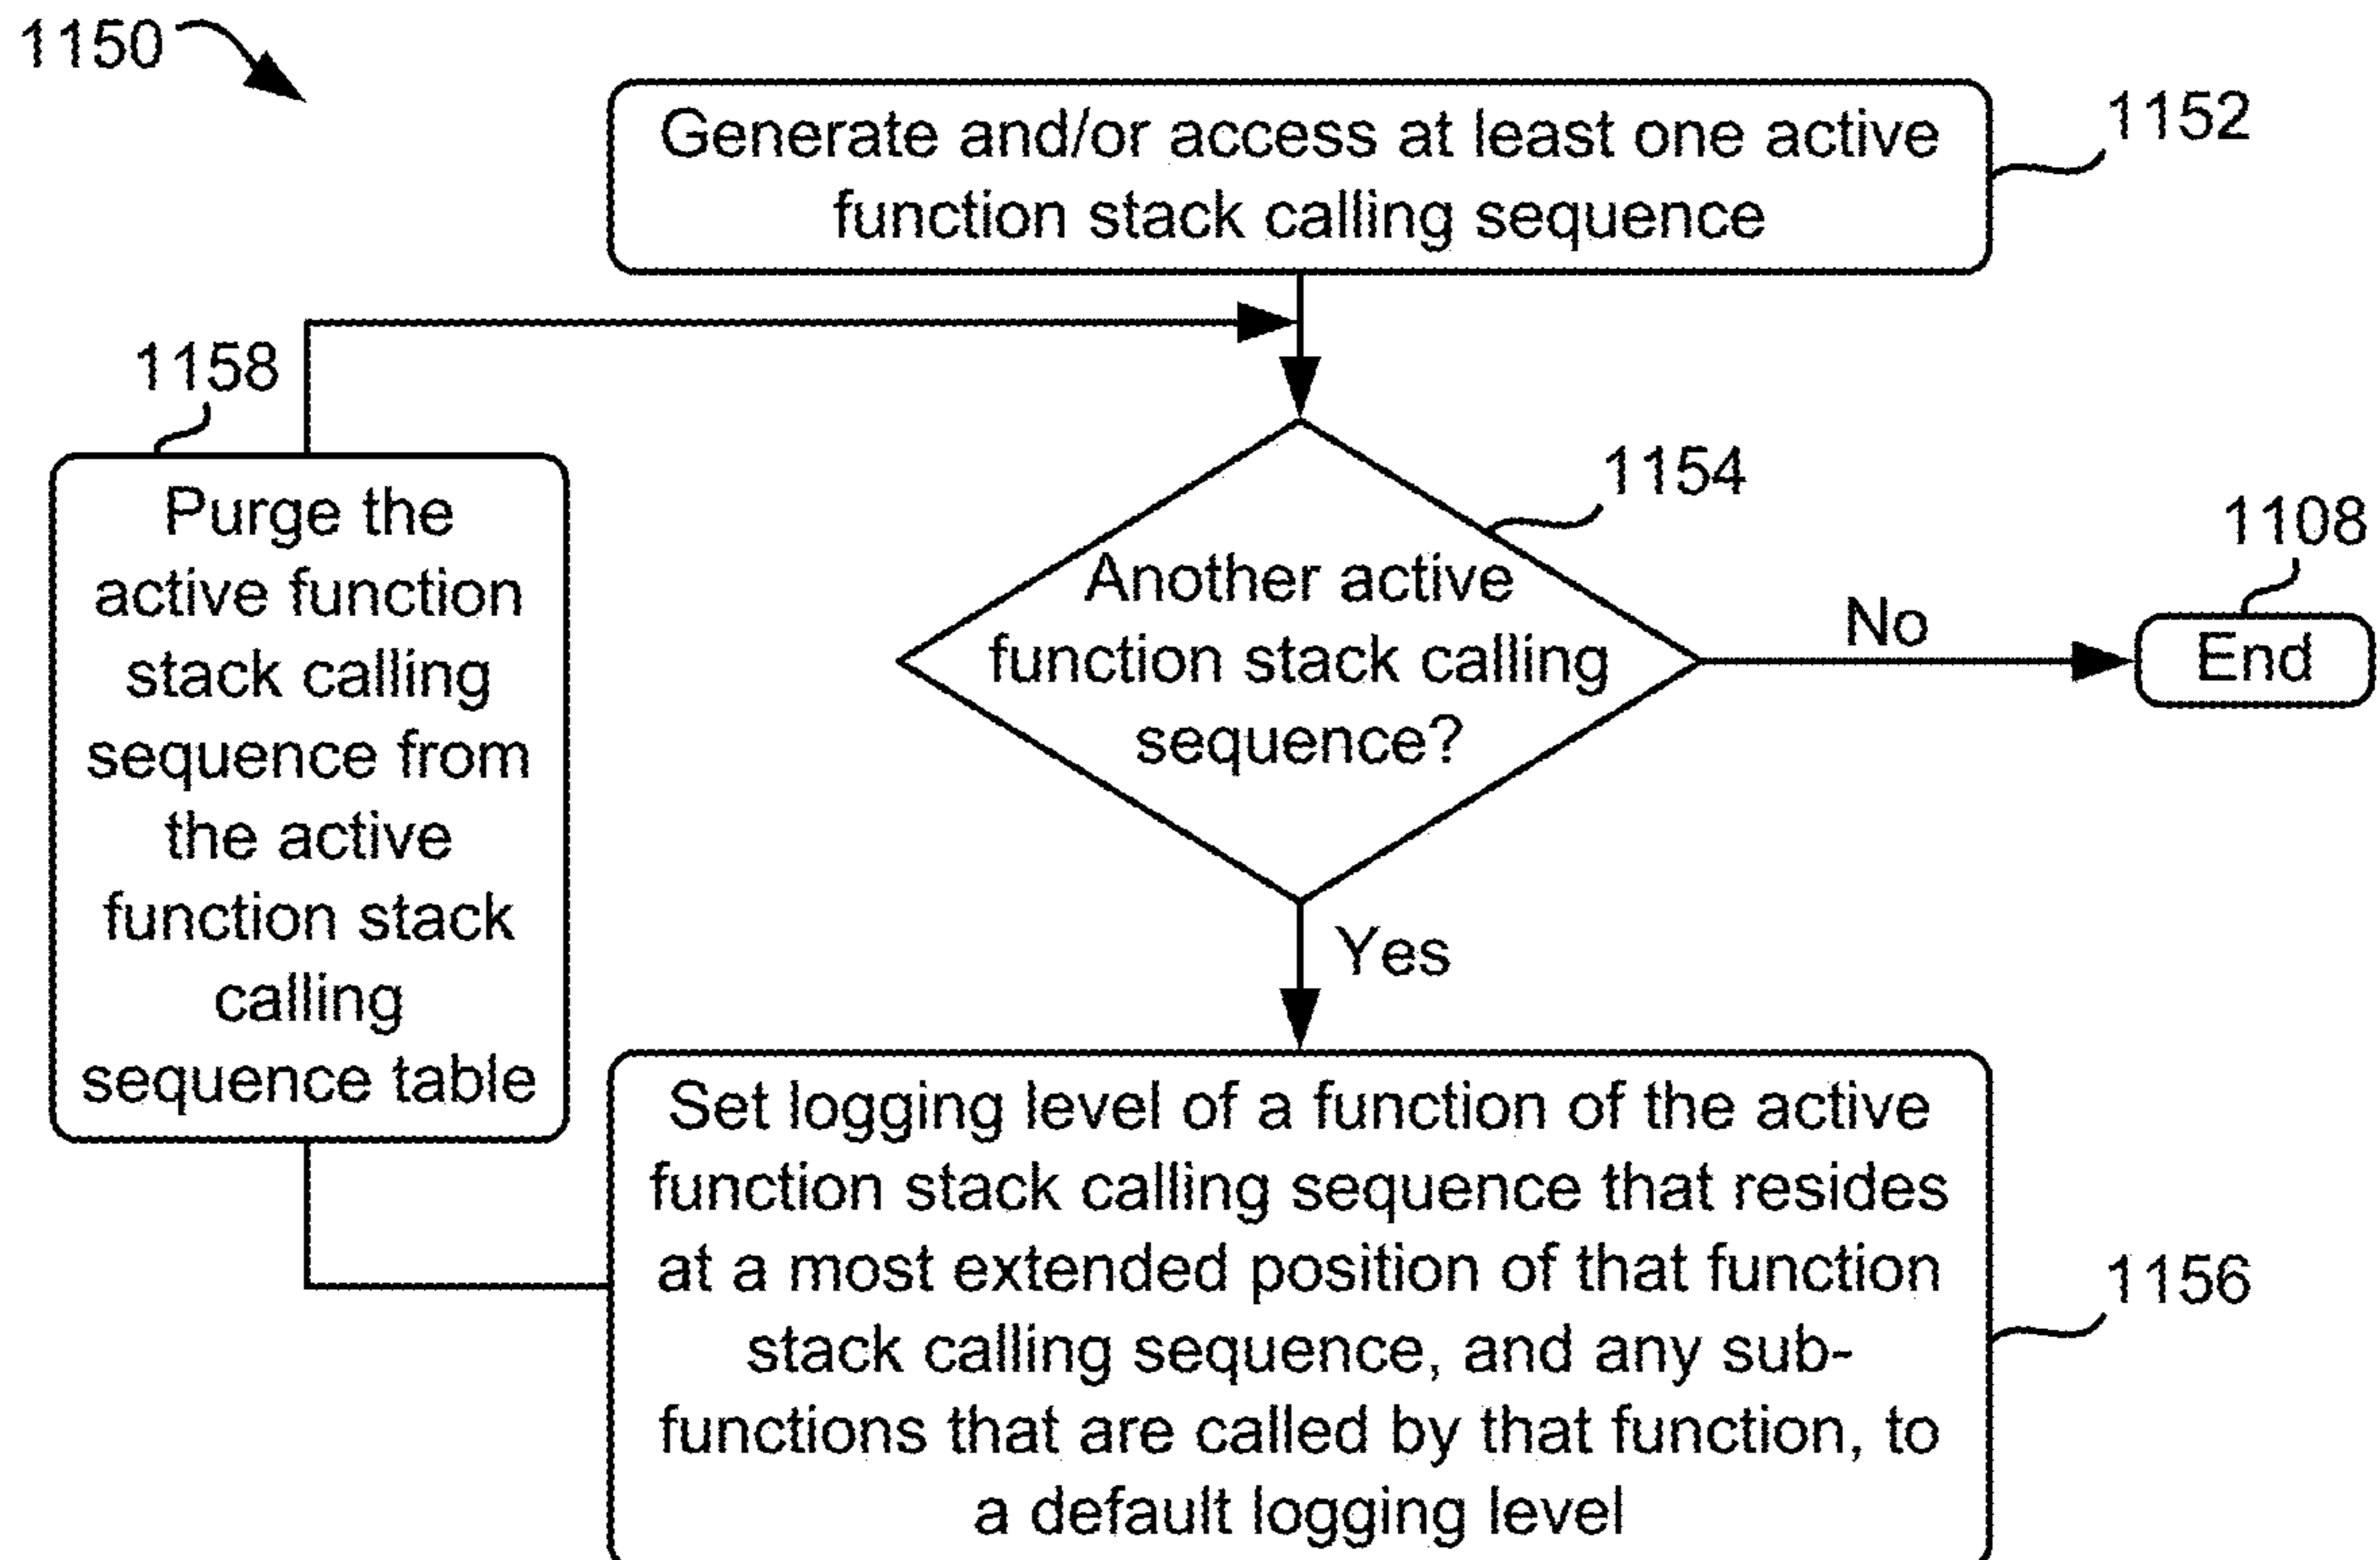 1150
Generate and/or access at least one active
function stack calling sequence
1152
1158
Purge the
active function
stack calling
sequence from
the active
function stack
calling
sequence table
1154
Another active
function stack calling
sequence?
No
1108
End
Yes
Set logging level of a function of the active
function stack calling sequence that resides
at a most extended position of that function
stack calling sequence, and any sub-
functions that are called by that function, to
a default logging level
1156